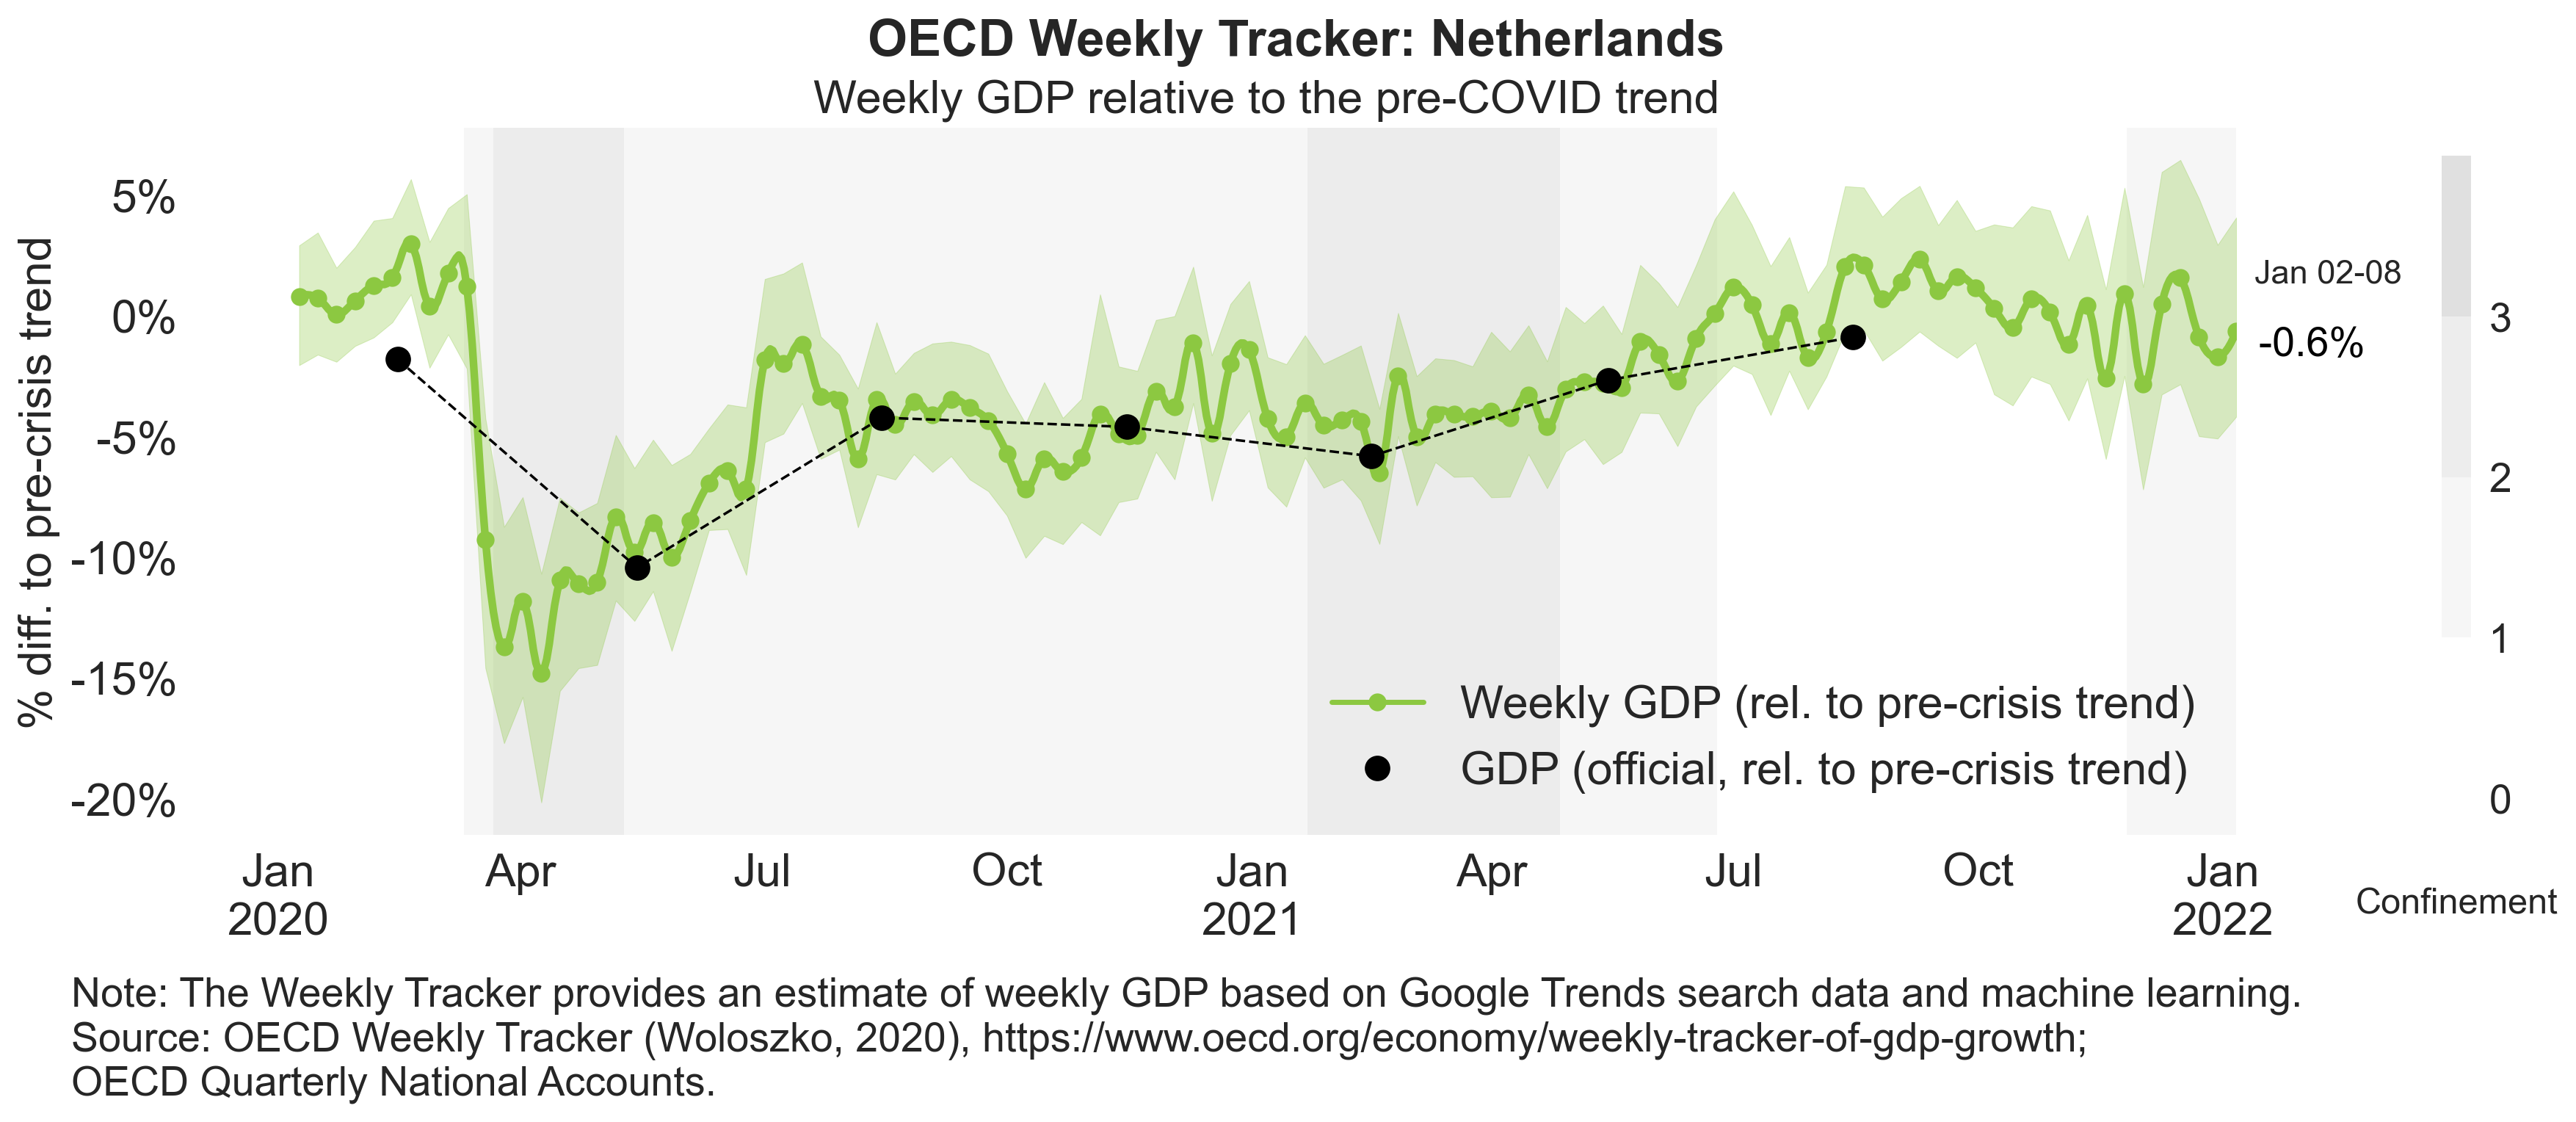 OECD Weekly Tracker: Netherlands
Weekly GDP relative to the pre-COVID trend
% diff. to pre-crisis trend
5%
0%
-5%
-10%
-15%
-20%
Jan 02-08
-0.6%
3
2
1
0
Confinement
Weekly GDP (rel. to pre-crisis trend)
GDP (official, rel. to pre-crisis trend)
Jan Apr Jul Oct Jan Apr Jul Oct Jan
2020 2021 2022
Note: The Weekly Tracker provides an estimate of weekly GDP based on Google Trends search data and machine learning.
Source: OECD Weekly Tracker (Woloszko, 2020), https://www.oecd.org/economy/weekly-tracker-of-gdp-growth;
OECD Quarterly National Accounts.